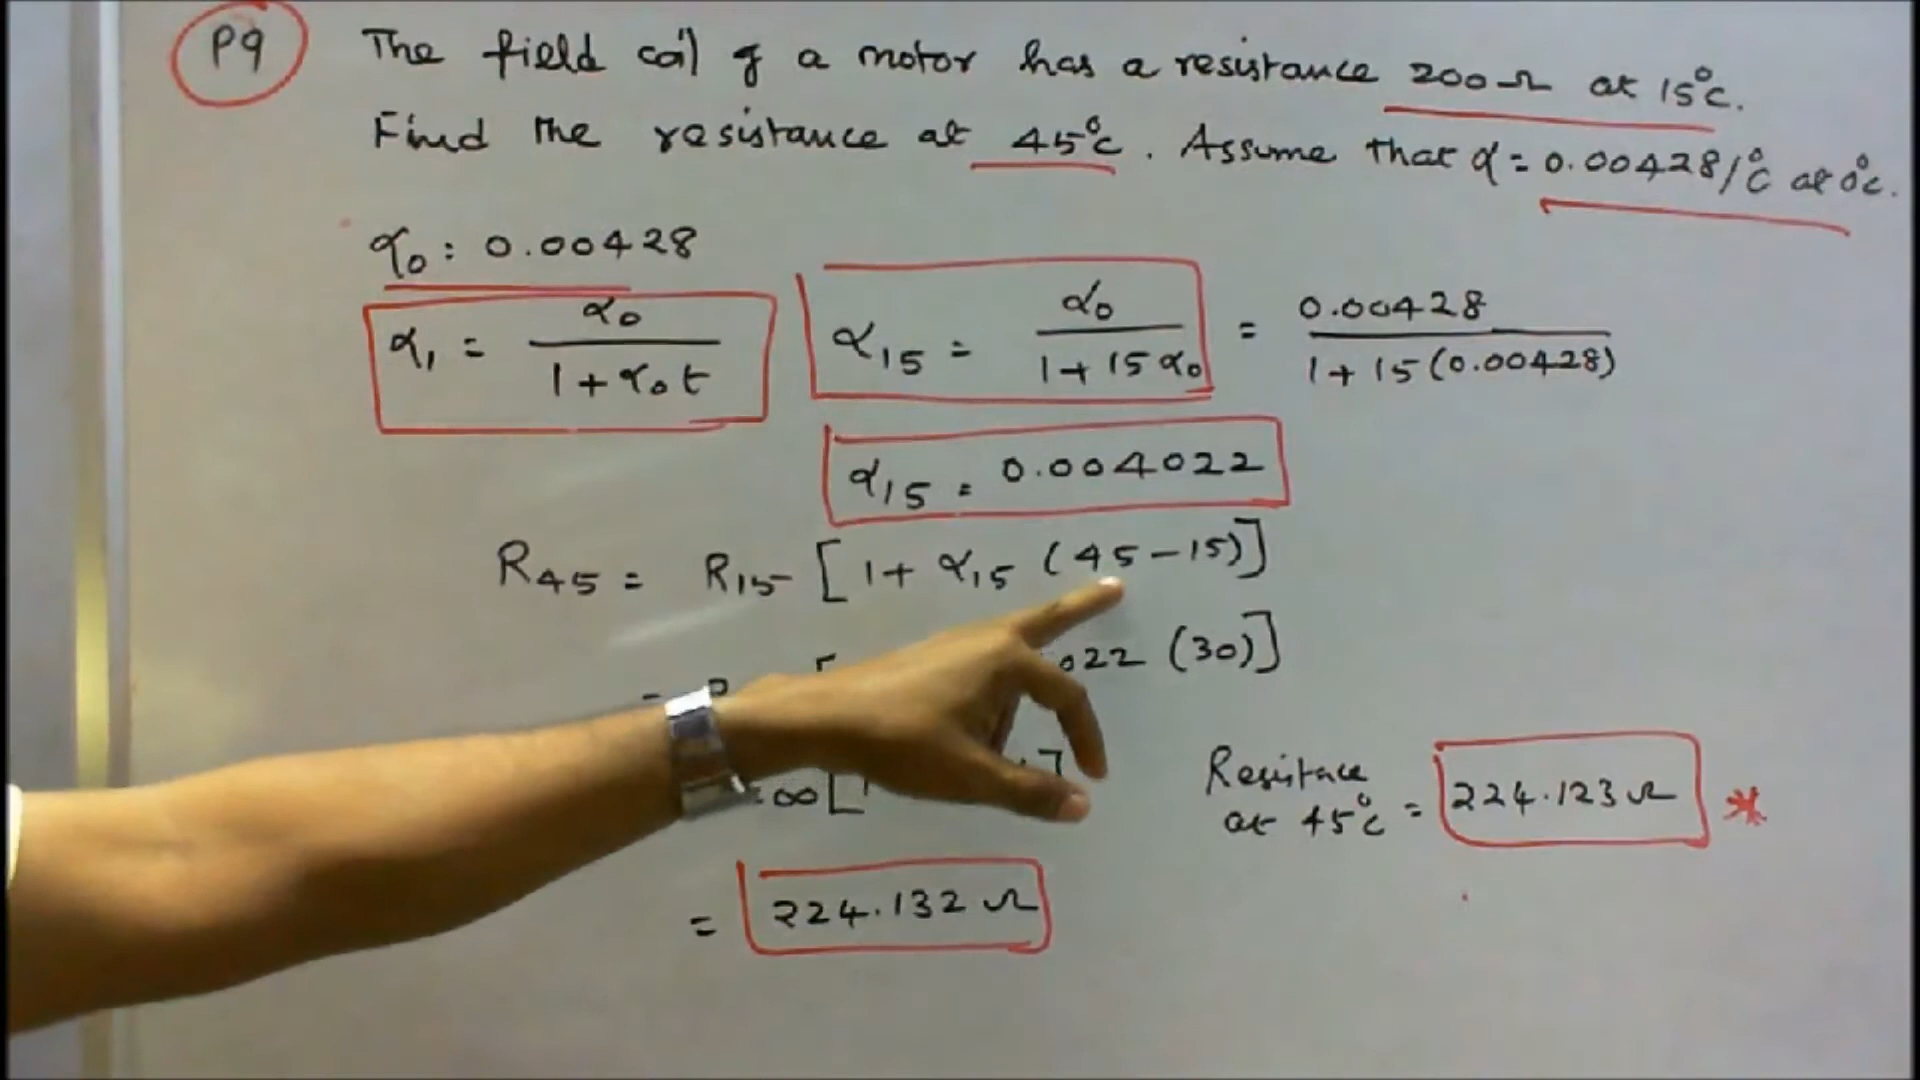 P9
The field coil of a motor has a resistance 200Ω at 15°C.
Find the resistance at 45°C. Assume that α=0.00428/°C at 0°C.
α₀ : 0.00428
α₁ = α₀ / 1+α₀t
α₁₅ = α₀ / 1+15α₀ = 0.00428 / 1+15(0.00428)
α₁₅ = 0.004022
R₄₅ = R₁₅ [1+ α₁₅ (45-15)]
022 (30)]
Resistace
at 45°C = 224.123Ω *
= 224.132Ω